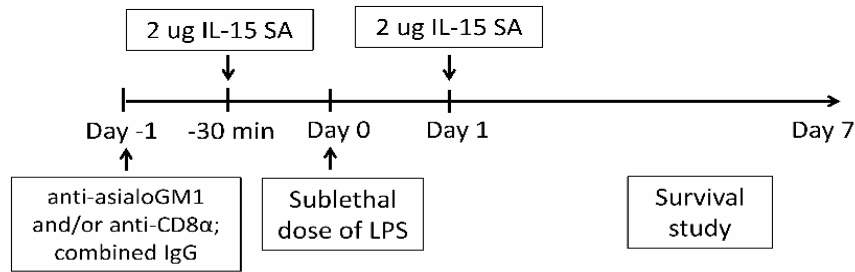 2 ug IL-15 SA
2 ug IL-15 SA
Day -1
-30 min
Day 0
Day 1
Day 7
anti-asialoGM1
and/or anti-CD8α;
combined IgG
Sublethal
dose of LPS
Survival
study